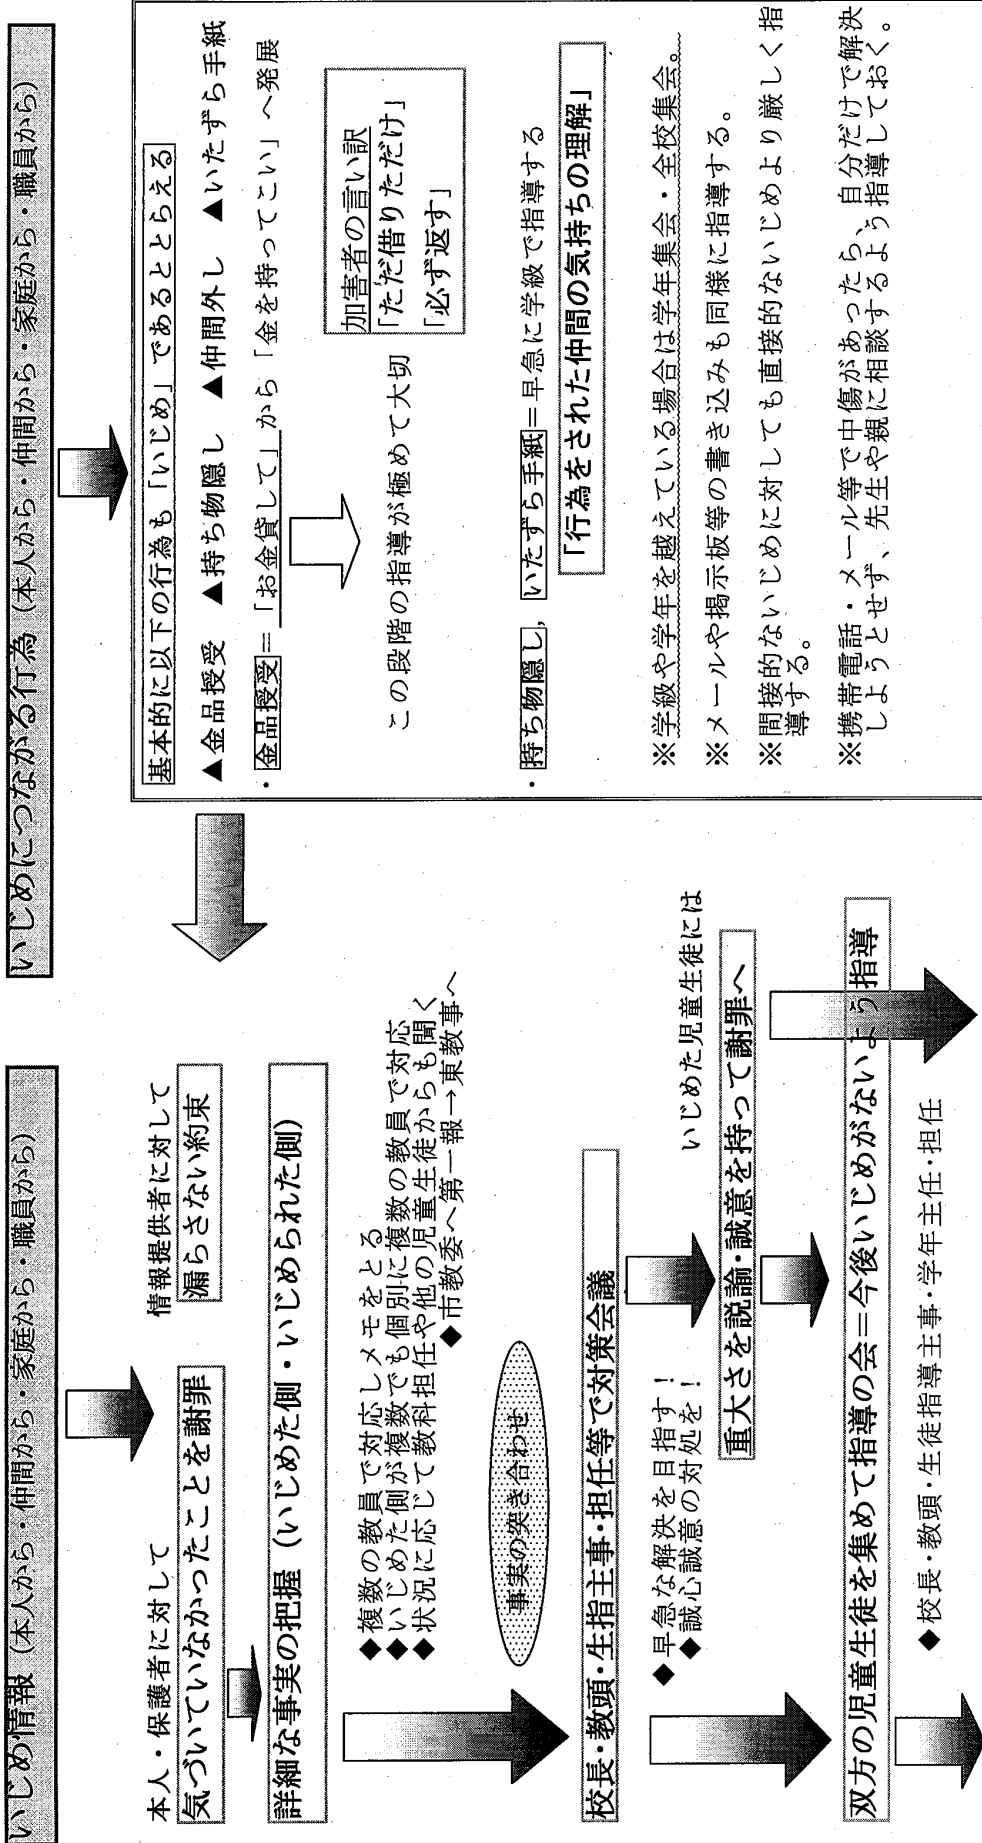 いじめ情報（本人から・仲間から・家庭から・職員から）
本人・保護者に対して
気づいていなかったことを謝罪
情報提供者に対して
漏らさない約束
詳細な事実の把握（いじめた側・いじめられた側）
◆複数の教員で対応しメモをとる
◆いじめた側が複数でも個別に複数の教員で対応
◆状況に応じて教科担任や他の児童生徒からも聞く
◆市教委へ第一報→東教事へ
事実の突き合わせ
校長・教頭・生指主事・担任等で対策会議
◆早急な解決を目指す！
◆誠心誠意の対処を！
いじめた児童生徒には
重大さを説諭・誠意を持って謝罪へ
双方の児童生徒を集めて指導の会＝今後いじめがないよう指導
◆校長・教頭・生徒指導主事・学年主任・担任
いじめにつながる行為（本人から・仲間から・家庭から・職員から）
基本的に以下の行為も「いじめ」であるととらえる
▲金品授受　▲持ち物隠し　▲仲間外し　▲いたずら手紙
・金品授受＝「お金貸して」から「金を持ってこい」へ発展
この段階の指導が極めて大切
加害者の言い訳
「ただ借りただけ」
「必ず返す」
・持ち物隠し，いたずら手紙＝早急に学級で指導する
「行為をされた仲間の気持ちの理解」
※学級や学年を越えている場合は学年集会・全校集会。
※メールや掲示板等の書き込みも同様に指導する。
※間接的ないじめに対しても直接的ないじめより厳しく指
導する。
※携帯電話・メール等で中傷があったら、自分だけで解決
しようとせず、先生や親に相談するよう指導しておく。